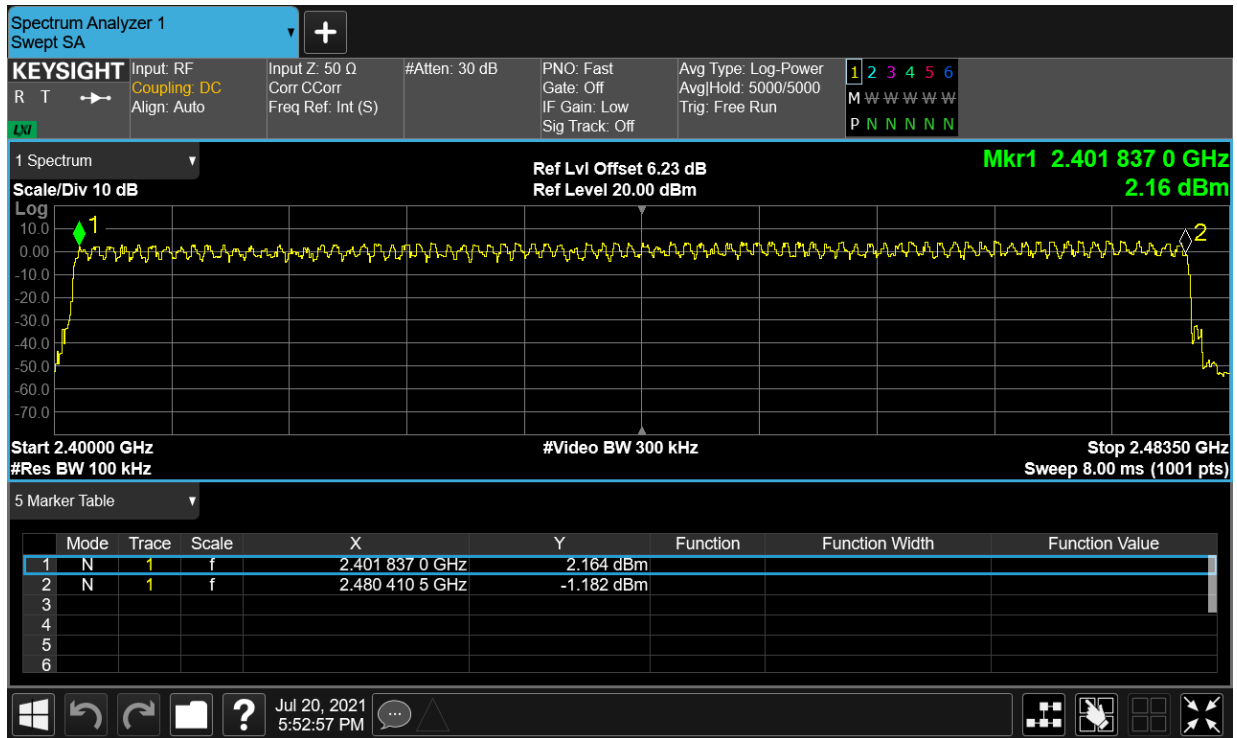 Spectrum Analyzer 1
Swept SA
+
KEYSIGHT
R T
LXI
Input: RF
Coupling: DC
Align: Auto
Input Z: 50 Ω
Corr CCorr
Freq Ref: Int (S)
#Atten: 30 dB
PNO: Fast
Gate: Off
IF Gain: Low
Sig Track: Off
Avg Type: Log-Power
Avg|Hold: 5000/5000
Trig: Free Run
1 2 3 4 5 6
M W W W W W
P N N N N N
1 Spectrum
Scale/Div 10 dB
Ref Lvl Offset 6.23 dB
Ref Level 20.00 dBm
Mkr1 2.401 837 0 GHz
2.16 dBm
Log
10.0
0.00
-10.0
-20.0
-30.0
-40.0
-50.0
-60.0
-70.0
1
2
Start 2.40000 GHz
#Res BW 100 kHz
#Video BW 300 kHz
Stop 2.48350 GHz
Sweep 8.00 ms (1001 pts)
5 Marker Table
Mode Trace Scale X Y Function Function Width Function Value
1 N 1 f 2.401 837 0 GHz 2.164 dBm
2 N 1 f 2.480 410 5 GHz -1.182 dBm
3
4
5
6
?
Jul 20, 2021
5:52:57 PM